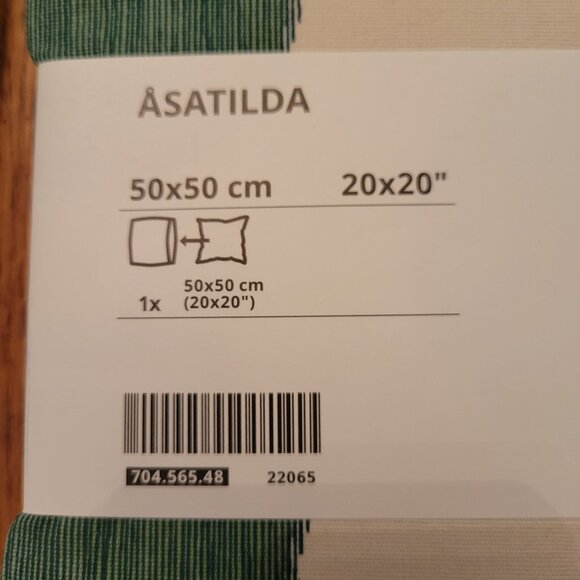 ÅSATILDA
50x50 cm 20x20"
50x50 cm
1x (20x20")
704.565.48 22065